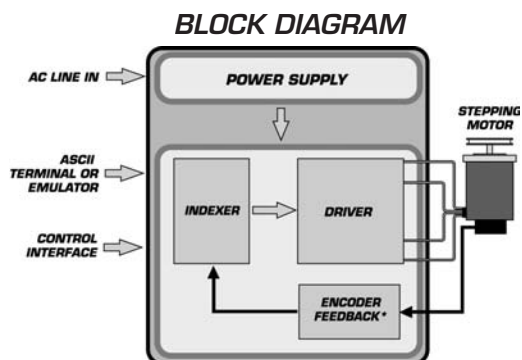 BLOCK DIAGRAM
AC LINE IN
POWER SUPPLY
STEPPING
MOTOR
ASCII
TERMINAL OR
EMULATOR
INDEXER
DRIVER
CONTROL
INTERFACE
ENCODER
FEEDBACK*